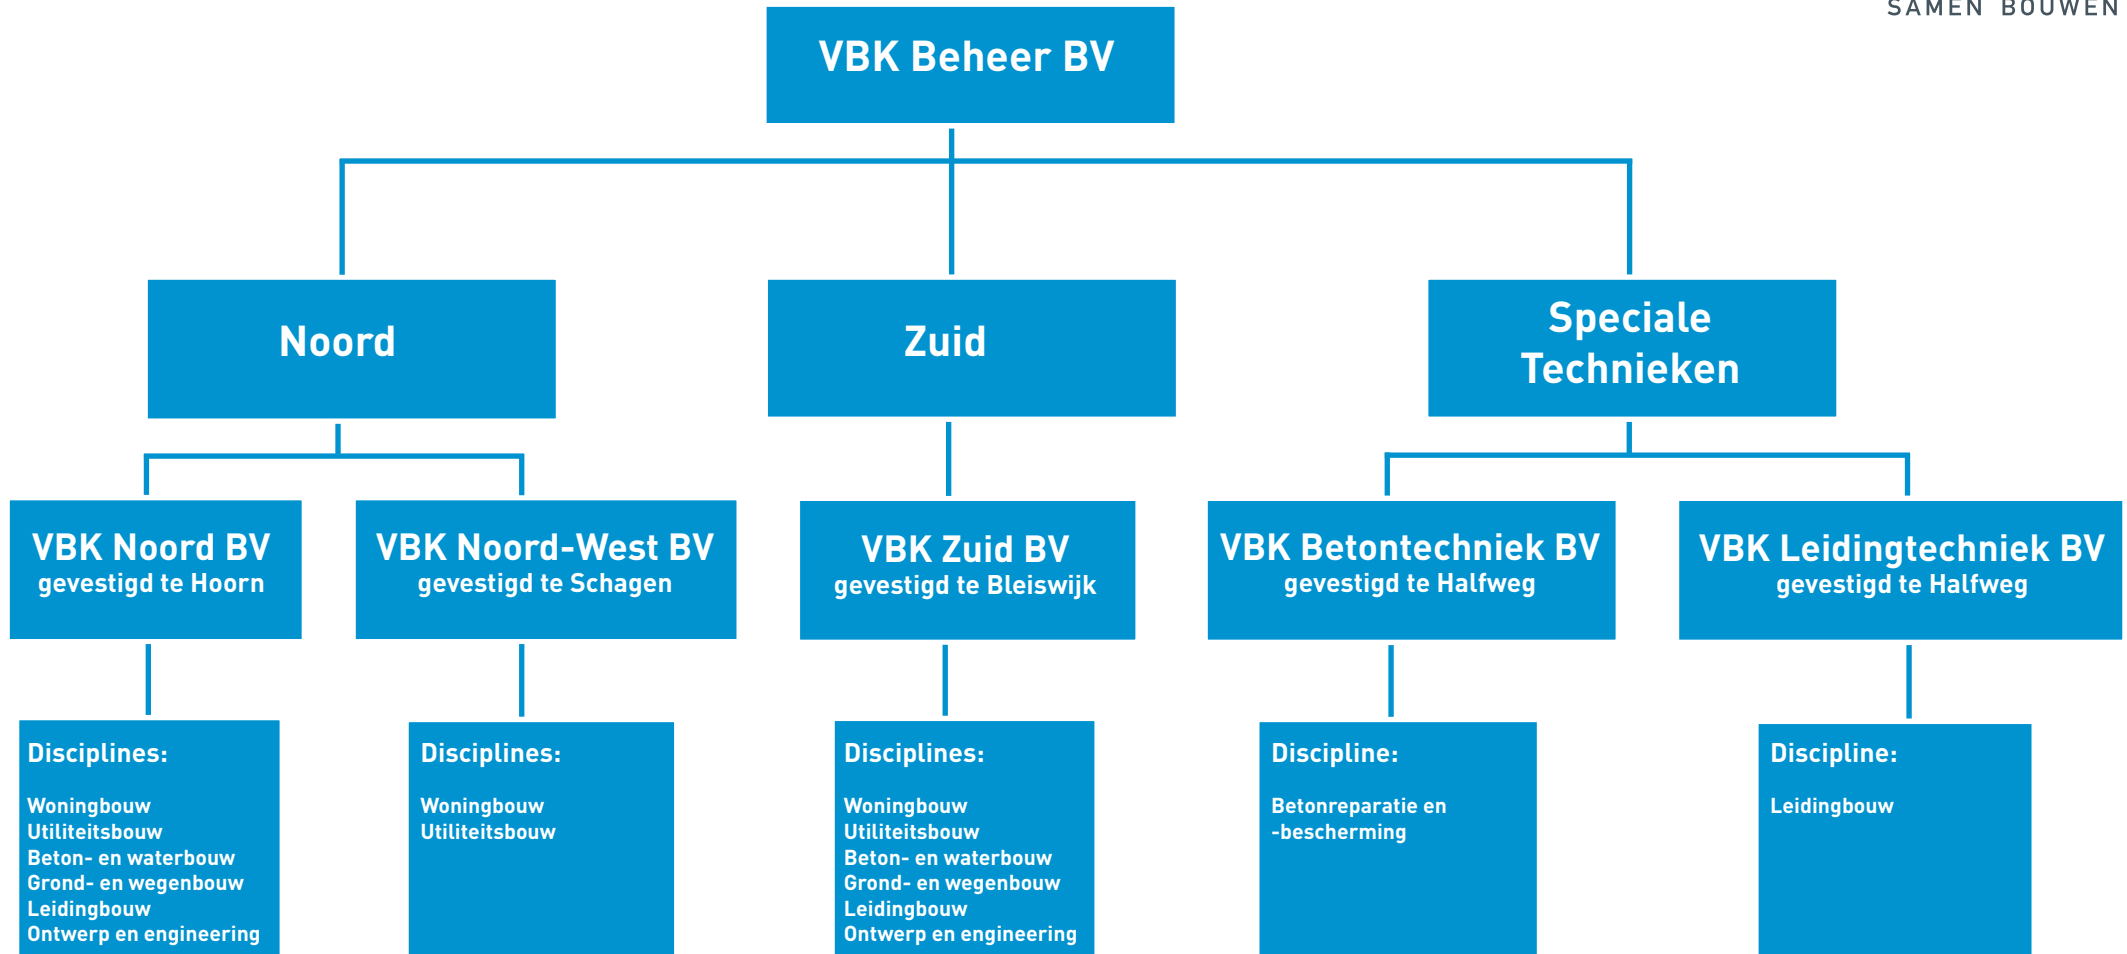 SAMEN BOUWEN
VBK Beheer BV
Noord
Zuid
Speciale
Technieken
VBK Noord BV
gevestigd te Hoorn
VBK Noord-West BV
gevestigd te Schagen
VBK Zuid BV
gevestigd te Bleiswijk
VBK Betontechniek BV
gevestigd te Halfweg
VBK Leidingtechniek BV
gevestigd te Halfweg
Disciplines:
Woningbouw
Utiliteitsbouw
Beton- en waterbouw
Grond- en wegenbouw
Leidingbouw
Ontwerp en engineering
Disciplines:
Woningbouw
Utiliteitsbouw
Disciplines:
Woningbouw
Utiliteitsbouw
Beton- en waterbouw
Grond- en wegenbouw
Leidingbouw
Ontwerp en engineering
Discipline:
Betonreparatie en
-bescherming
Discipline:
Leidingbouw